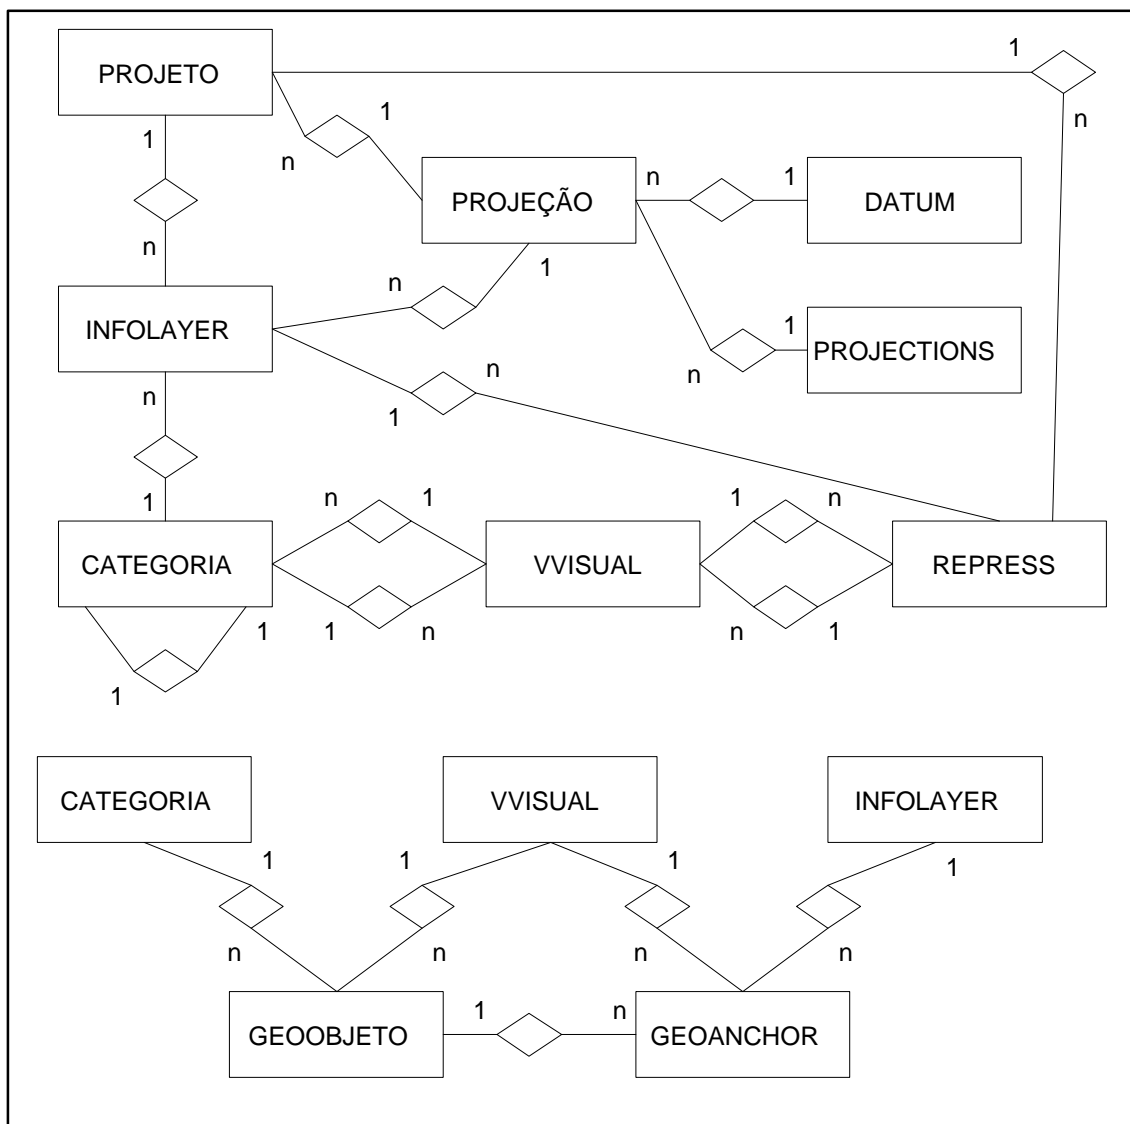 1
PROJETO
1
1
n
n
PROJEÇÃO
n
1
DATUM
n
1
n
INFOLAYER
n
1
PROJECTIONS
n
n
1
n
1
n
1
1
n
CATEGORIA
VVISUAL
REPRESS
1
n
n
1
1
1
CATEGORIA
VVISUAL
INFOLAYER
1
1
1
1
n
n
n
n
GEOOBJETO
1
n
GEOANCHOR